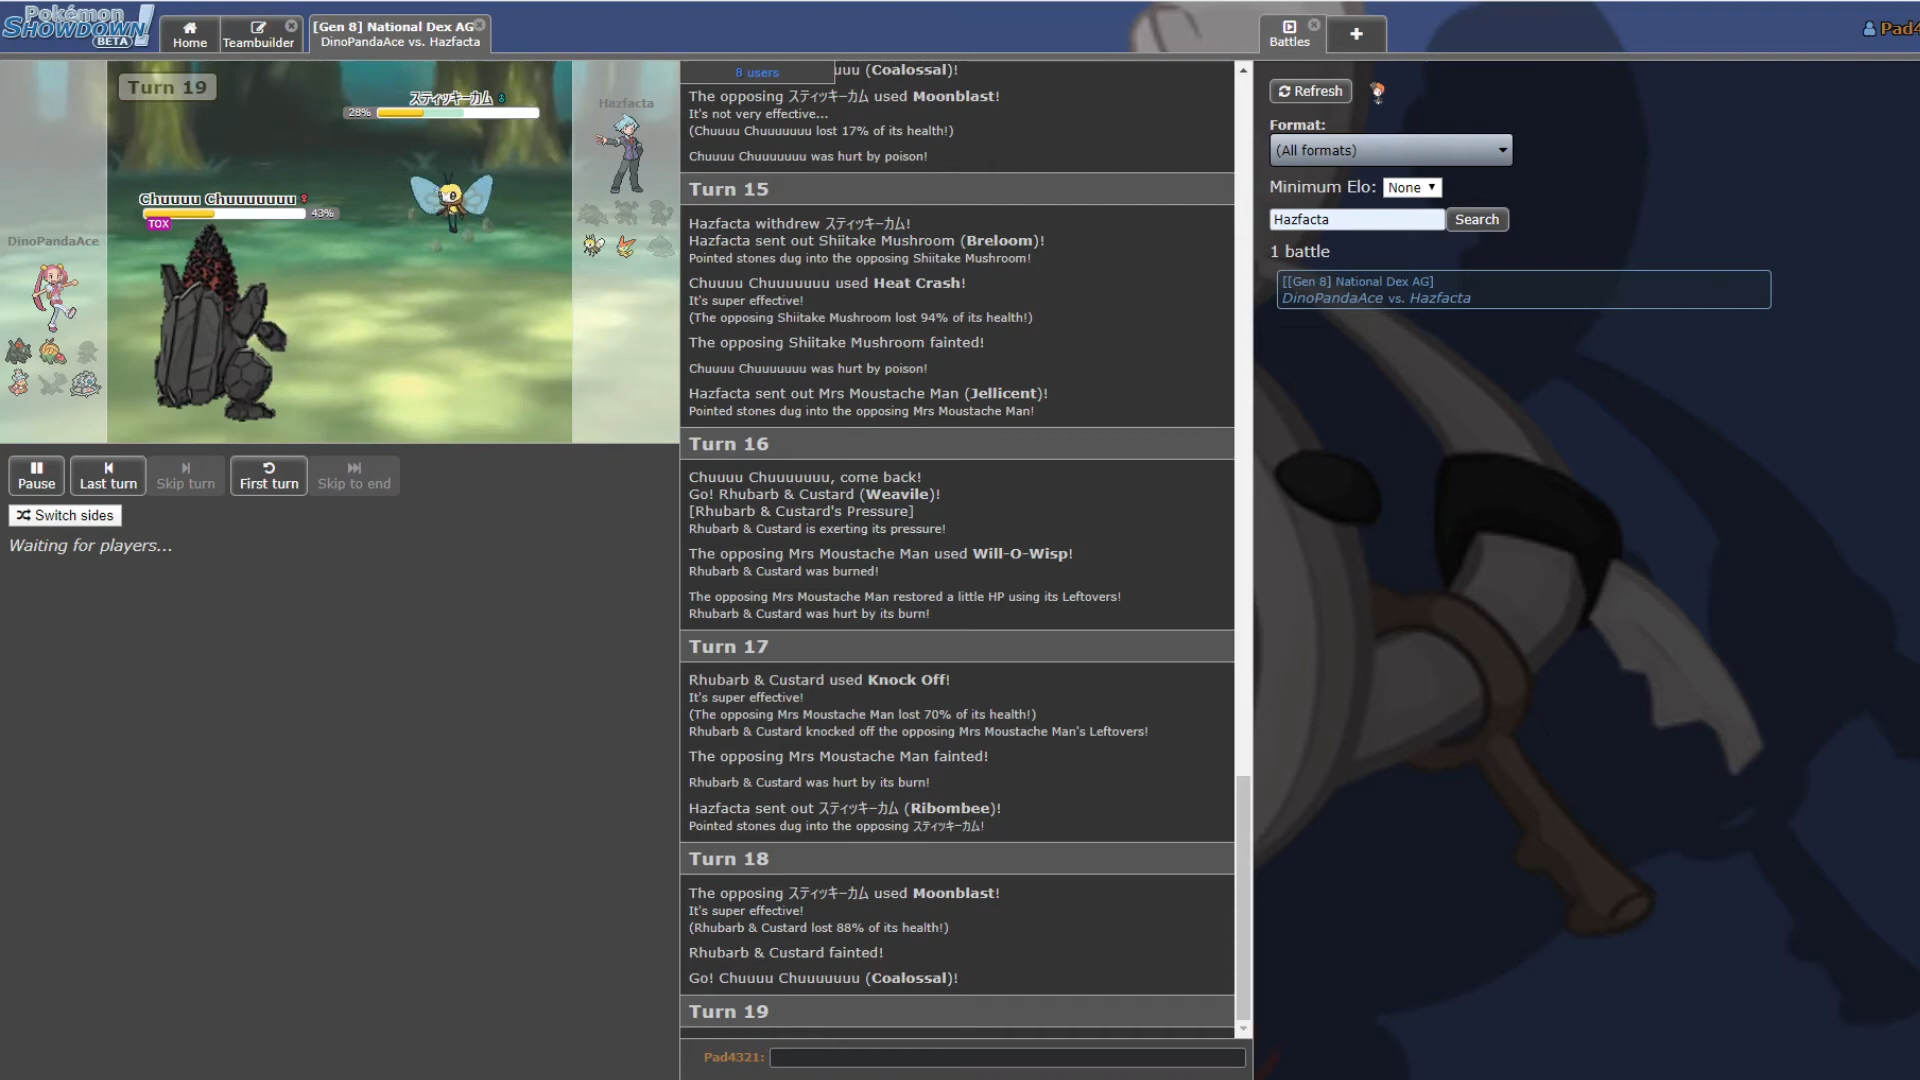 Pokémon
SHOWDOWN!
BETA
Home
Teambuilder
[Gen 8] National Dex AG
DinoPandaAce vs. Hazfacta
Battles
Turn 19
スティッキーカム
28%
Hazfacta
Chuuuu Chuuuuuuu
43%
TOX
DinoPandaAce
Pause
Last turn
Skip turn
First turn
Skip to end
Switch sides
Waiting for players...
8 users
uuu (Coalossal)!
The opposing スティッキーカム used Moonblast!
It's not very effective...
(Chuuuu Chuuuuuuu lost 17% of its health!)
Chuuuu Chuuuuuuu was hurt by poison!
Turn 15
Hazfacta withdrew スティッキーカム!
Hazfacta sent out Shiitake Mushroom (Breloom)!
Pointed stones dug into the opposing Shiitake Mushroom!
Chuuuu Chuuuuuuu used Heat Crash!
It's super effective!
(The opposing Shiitake Mushroom lost 94% of its health!)
The opposing Shiitake Mushroom fainted!
Chuuuu Chuuuuuuu was hurt by poison!
Hazfacta sent out Mrs Moustache Man (Jellicent)!
Pointed stones dug into the opposing Mrs Moustache Man!
Turn 16
Chuuuu Chuuuuuuu, come back!
Go! Rhubarb & Custard (Weavile)!
[Rhubarb & Custard's Pressure]
Rhubarb & Custard is exerting its pressure!
The opposing Mrs Moustache Man used Will-O-Wisp!
Rhubarb & Custard was burned!
The opposing Mrs Moustache Man restored a little HP using its Leftovers!
Rhubarb & Custard was hurt by its burn!
Turn 17
Rhubarb & Custard used Knock Off!
It's super effective!
(The opposing Mrs Moustache Man lost 70% of its health!)
Rhubarb & Custard knocked off the opposing Mrs Moustache Man's Leftovers!
The opposing Mrs Moustache Man fainted!
Rhubarb & Custard was hurt by its burn!
Hazfacta sent out スティッキーカム (Ribombee)!
Pointed stones dug into the opposing スティッキーカム!
Turn 18
The opposing スティッキーカム used Moonblast!
It's super effective!
(Rhubarb & Custard lost 88% of its health!)
Rhubarb & Custard fainted!
Go! Chuuuu Chuuuuuuu (Coalossal)!
Turn 19
Pad4321:
Pad4
Refresh
Format:
(All formats)
Minimum Elo: None
Hazfacta
Search
1 battle
[[Gen 8] National Dex AG]
DinoPandaAce vs. Hazfacta